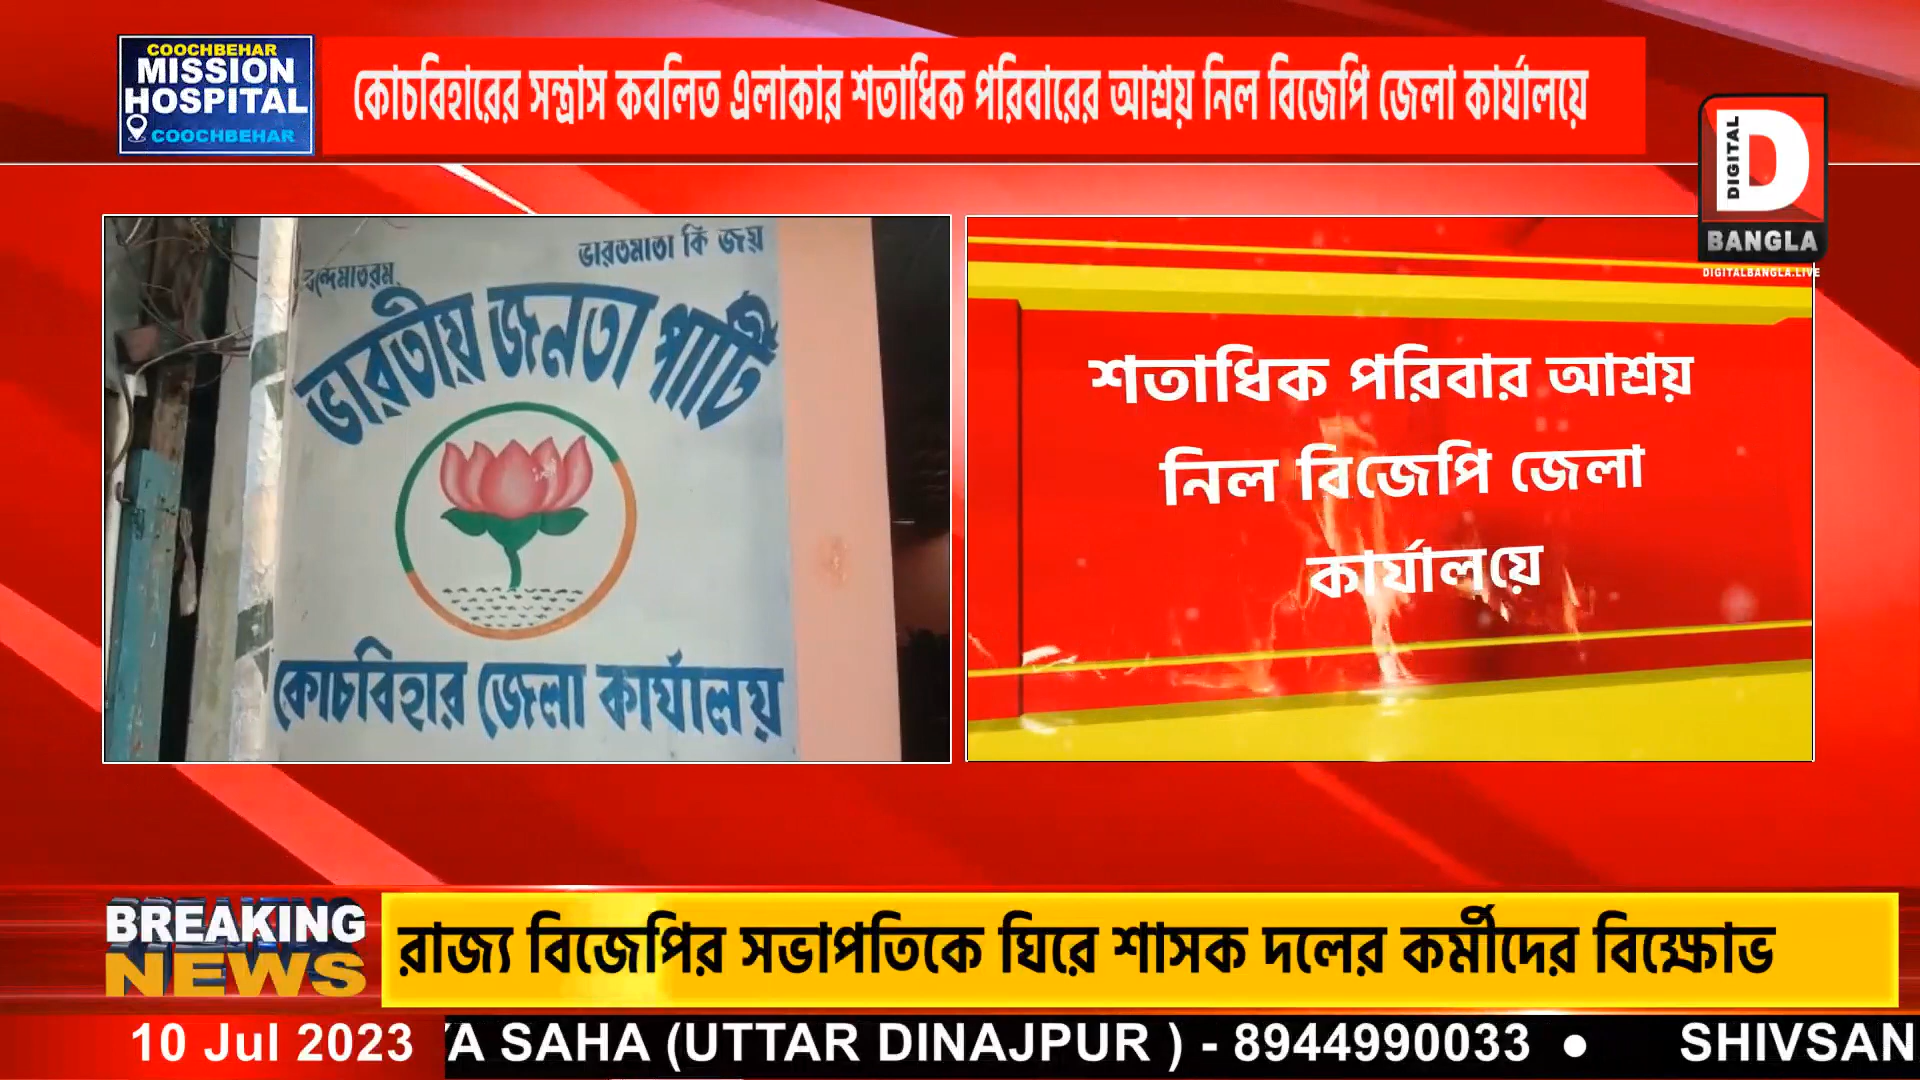 COOCHBEHAR
MISSION
HOSPITAL
COOCHBEHAR
কোচবিহারের সন্ত্রাস কবলিত এলাকার শতাধিক পরিবারের আশ্রয় নিল বিজেপি জেলা কার্যালয়ে
DIGITAL
D
BANGLA
DIGITALBANGLA.LIVE
বন্দেমাতরম্
ভারতমাতা কি জয়
ভারতীয় জনতা পার্টি
কোচবিহার জেলা কার্যালয়
শতাধিক পরিবার আশ্রয়
নিল বিজেপি জেলা
কার্যালয়ে
BREAKING
NEWS
রাজ্য বিজেপির সভাপতিকে ঘিরে শাসক দলের কর্মীদের বিক্ষোভ
10 Jul 2023
YA SAHA (UTTAR DINAJPUR ) - 8944990033 ● SHIVSAN